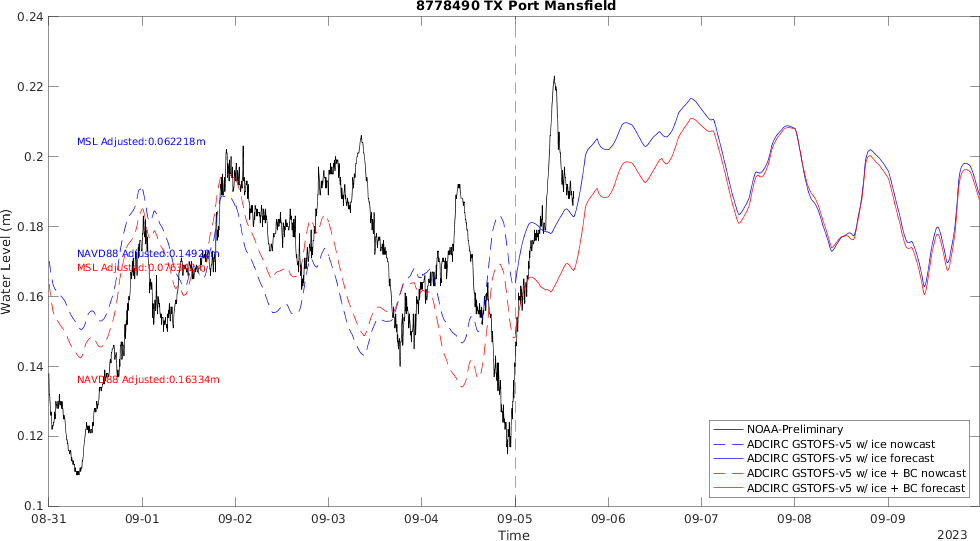 8778490 TX Port Mansfield
0.24
0.22
0.2
0.18
0.16
0.14
0.12
0.1
Water Level (m)
MSL Adjusted:0.062218m
NAVD88 Adjusted:
MSL Adjusted:
NAVD88 Adjusted:0.16334m
NOAA-Preliminary
ADCIRC GSTOFS-v5 w/ ice nowcast
ADCIRC GSTOFS-v5 w/ ice forecast
ADCIRC GSTOFS-v5 w/ ice + BC nowcast
ADCIRC GSTOFS-v5 w/ ice + BC forecast
08-31 09-01 09-02 09-03 09-04 09-05 09-06 09-07 09-08 09-09
Time
2023